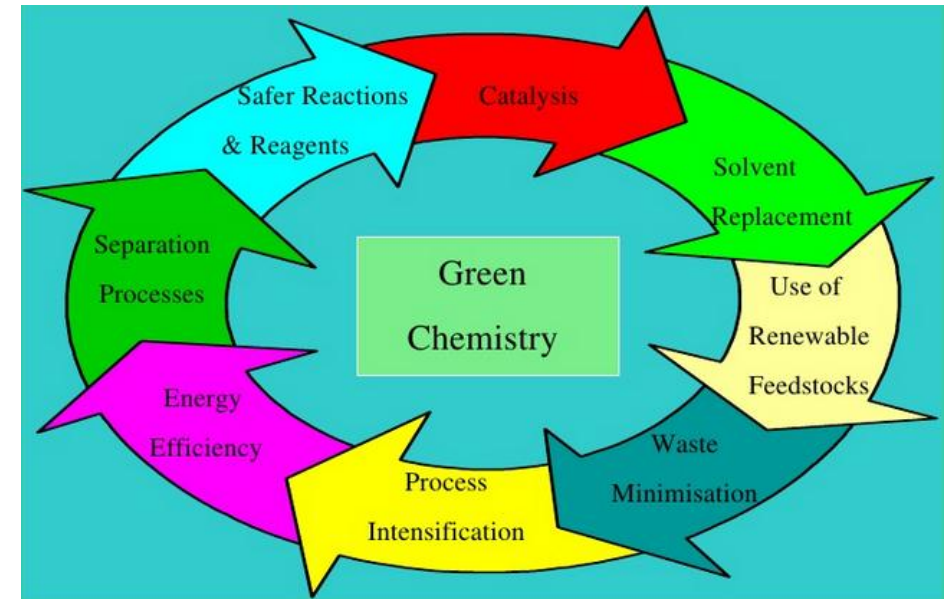 Safer Reactions
& Reagents
Catalysis
Solvent
Replacement
Use of
Renewable
Feedstocks
Waste
Minimisation
Process
Intensification
Energy
Efficiency
Separation
Processes
Green
Chemistry